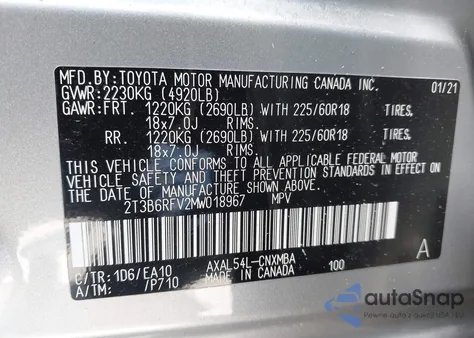 MFD.BY:TOYOTA MOTOR MANUFACTURING CANADA INC. 01/21
GVWR:2230KG (4920LB)
GAWR:FRT. 1220KG (2690LB) WITH 225/60R18 TIRES,
18x7.0J RIMS.
RR. 1220KG (2690LB) WITH 225/60R18 TIRES,
18x7.0J RIMS.
THIS VEHICLE CONFORMS TO ALL APPLICABLE FEDERAL MOTOR
VEHICLE SAFETY AND THEFT PREVENTION STANDARDS IN EFFECT ON
THE DATE OF MANUFACTURE SHOWN ABOVE.
2T3B6RFV2MW018967 MPV
C/TR:1D6/EA10 AXAL54L-CNXMBA A
A/TM: /P710 MADE IN CANADA 100
autoSnap